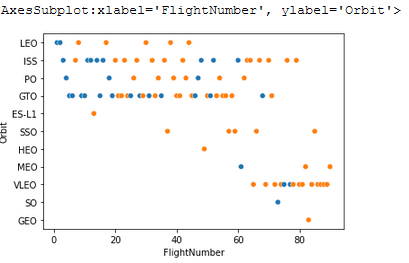 AxesSubplot:xlabel='FlightNumber', ylabel='Orbit'>
LEO
ISS
PO
GTO
ES-L1
SSO
HEO
MEO
VLEO
SO
GEO
Orbit
0 20 40 60 80
FlightNumber